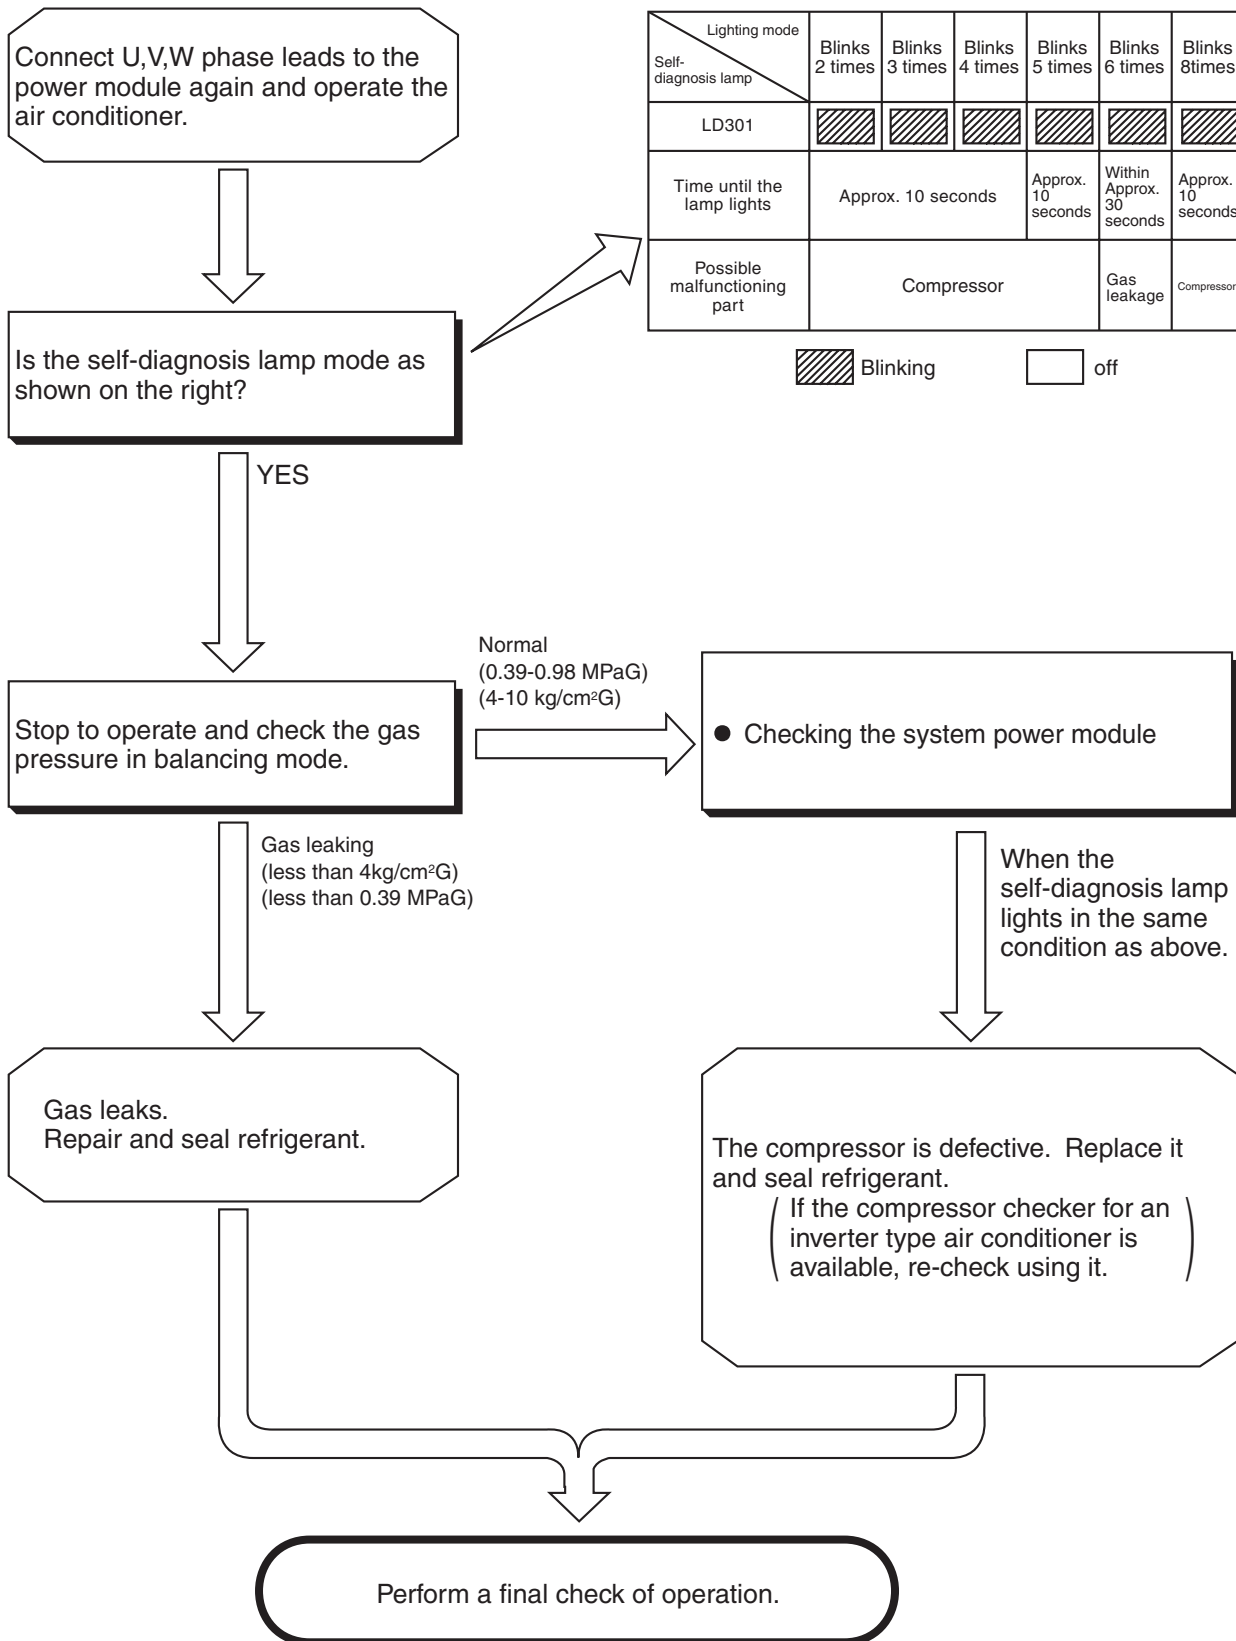 Connect U,V,W phase leads to the
power module again and operate the
air conditioner.
Lighting mode
Self-
diagnosis lamp
Blinks
2 times
Blinks
3 times
Blinks
4 times
Blinks
5 times
Blinks
6 times
Blinks
8times
LD301
Time until the
lamp lights
Approx. 10 seconds
Approx.
10
seconds
Within
Approx.
30
seconds
Approx.
10
seconds
Possible
malfunctioning
part
Compressor
Gas
leakage
Compressor
Blinking
off
Is the self-diagnosis lamp mode as
shown on the right?
YES
Normal
(0.39-0.98 MPaG)
(4-10 kg/cm²G)
Stop to operate and check the gas
pressure in balancing mode.
● Checking the system power module
Gas leaking
(less than 4kg/cm²G)
(less than 0.39 MPaG)
When the
self-diagnosis lamp
lights in the same
condition as above.
Gas leaks.
Repair and seal refrigerant.
The compressor is defective. Replace it
and seal refrigerant.
( If the compressor checker for an
inverter type air conditioner is
available, re-check using it. )
Perform a final check of operation.